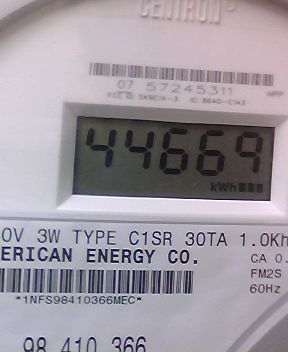 CENTRON
07 57245311
44669
kWh
0V 3W TYPE C1SR 30TA 1.0Kh
ERICAN ENERGY CO.
CA 0.
FM2S
60Hz
*1NFS98410366MEC*
98 410 366